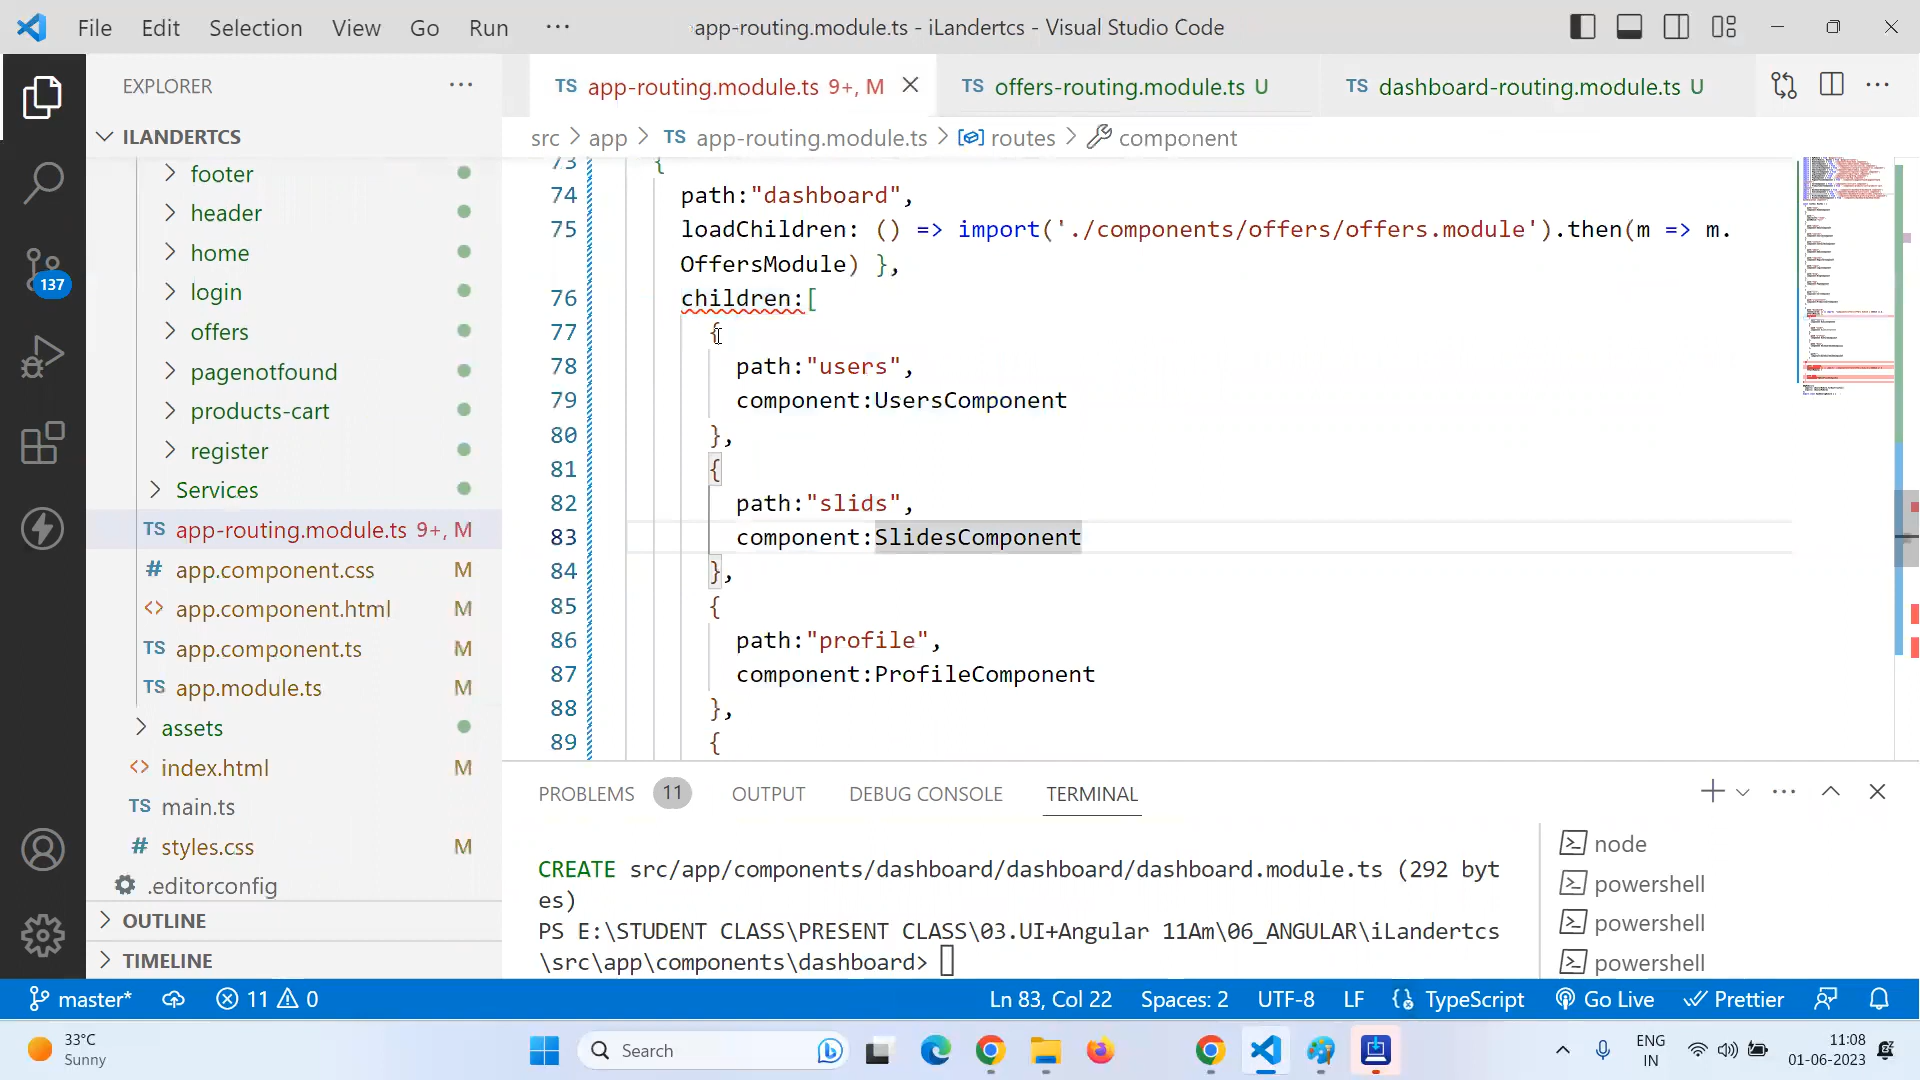 File Edit Selection View Go Run ··· app-routing.module.ts - iLandertcs - Visual Studio Code
EXPLORER ···
TS app-routing.module.ts 9+, M
TS offers-routing.module.ts U
TS dashboard-routing.module.ts U
ILANDERTCS
src > app > TS app-routing.module.ts > routes > component
footer
header
home
login
offers
pagenotfound
products-cart
register
Services
TS app-routing.module.ts 9+, M
# app.component.css M
<> app.component.html M
TS app.component.ts M
TS app.module.ts M
assets
<> index.html M
TS main.ts
# styles.css M
.editorconfig
OUTLINE
TIMELINE
137
73 {
74 path:"dashboard",
75 loadChildren: () => import('./components/offers/offers.module').then(m => m.
OffersModule) },
76 children:[
77 {
78 path:"users",
79 component:UsersComponent
80 },
81 {
82 path:"slids",
83 component:SlidesComponent
84 },
85 {
86 path:"profile",
87 component:ProfileComponent
88 },
89 {
PROBLEMS 11 OUTPUT DEBUG CONSOLE TERMINAL
CREATE src/app/components/dashboard/dashboard/dashboard.module.ts (292 byt
es)
PS E:\STUDENT CLASS\PRESENT CLASS\03.UI+Angular 11Am\06_ANGULAR\iLandertcs
\src\app\components\dashboard>
node
powershell
powershell
powershell
master* 11 0 Ln 83, Col 22 Spaces: 2 UTF-8 LF TypeScript Go Live Prettier
33°C
Sunny
Search
ENG
IN
11:08
01-06-2023